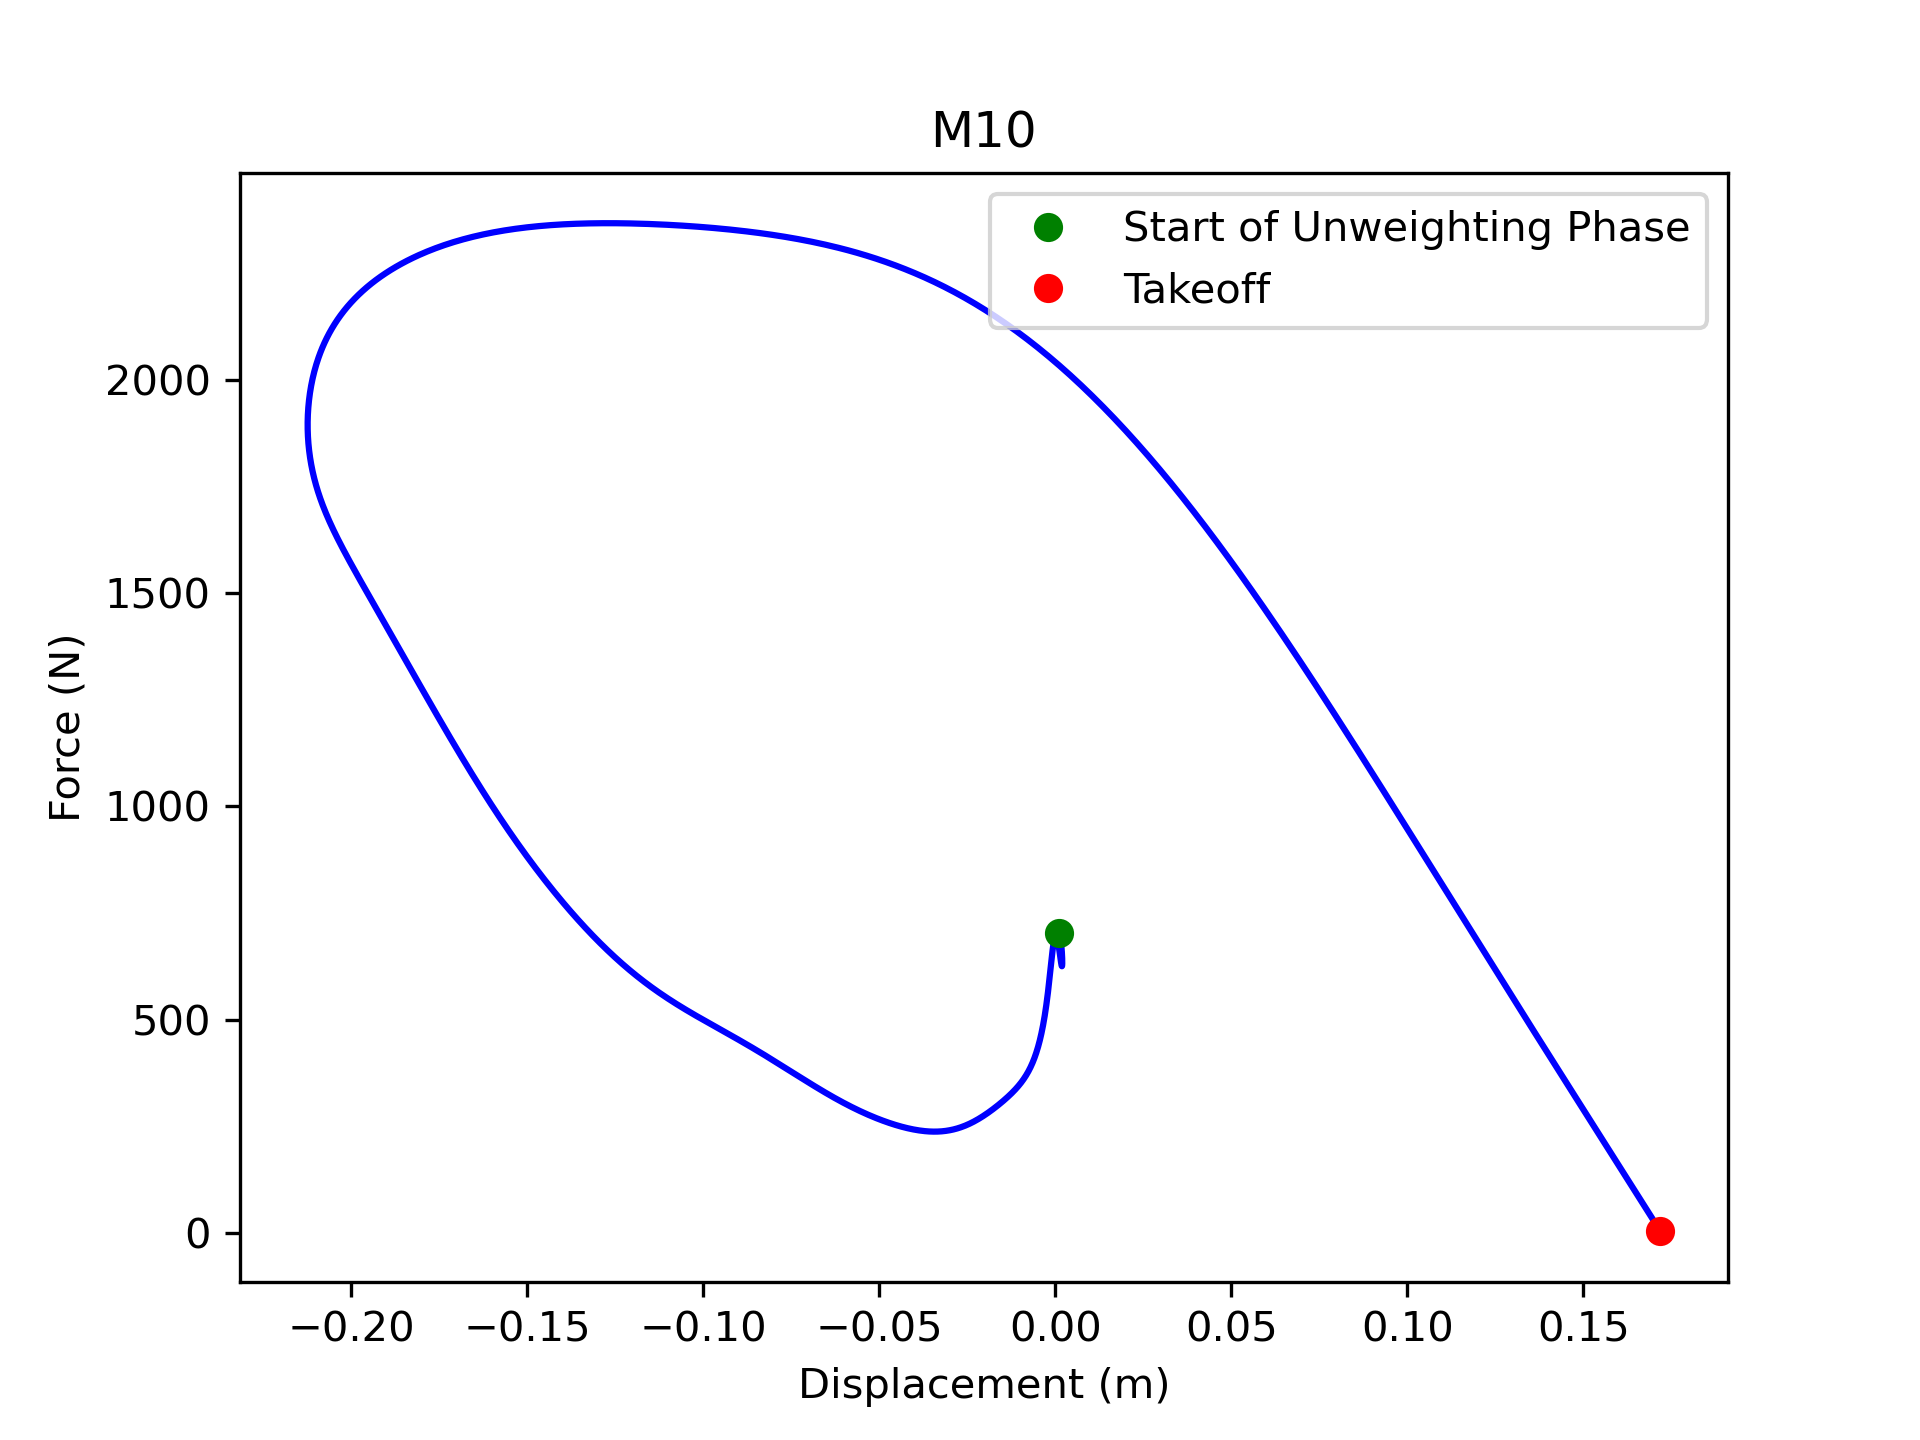 M10
Start of Unweighting Phase
Takeoff
Force (N)
2000
1500
1000
500
0
−0.20
−0.15
−0.10
−0.05
0.00
0.05
0.10
0.15
Displacement (m)